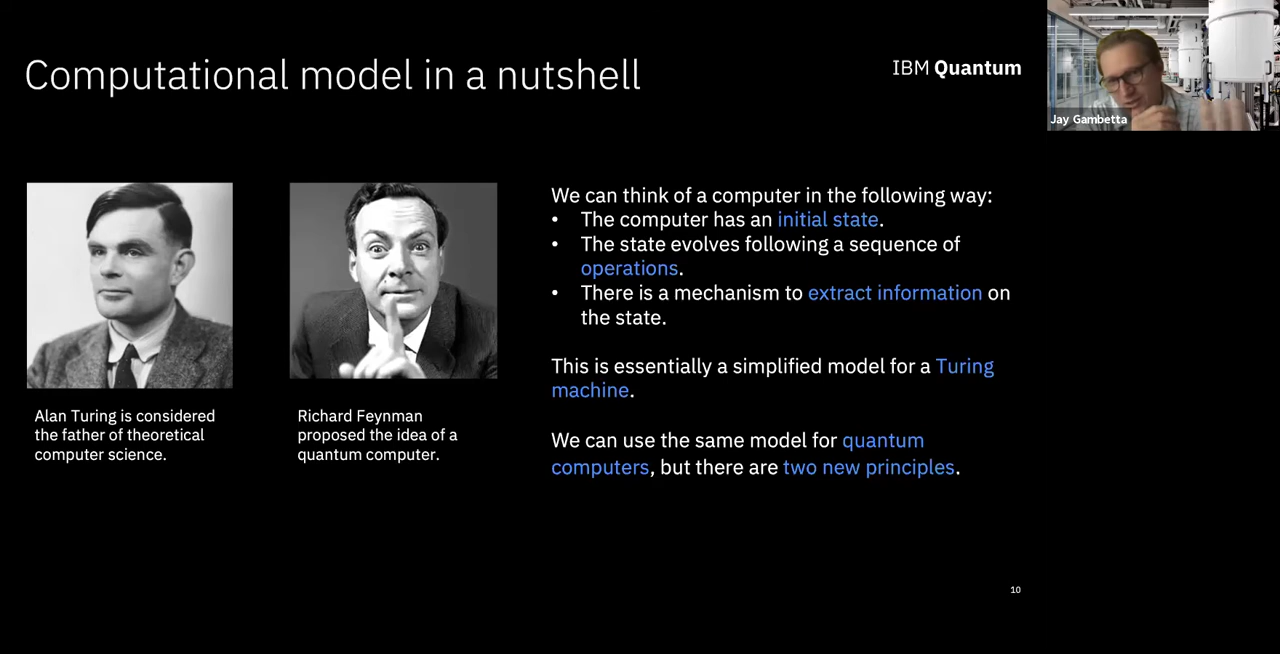 Computational model in a nutshell
IBM Quantum
Jay Gambetta
Alan Turing is considered
the father of theoretical
computer science.
Richard Feynman
proposed the idea of a
quantum computer.
We can think of a computer in the following way:
• The computer has an initial state.
• The state evolves following a sequence of
operations.
• There is a mechanism to extract information on
the state.
This is essentially a simplified model for a Turing
machine.
We can use the same model for quantum
computers, but there are two new principles.
10